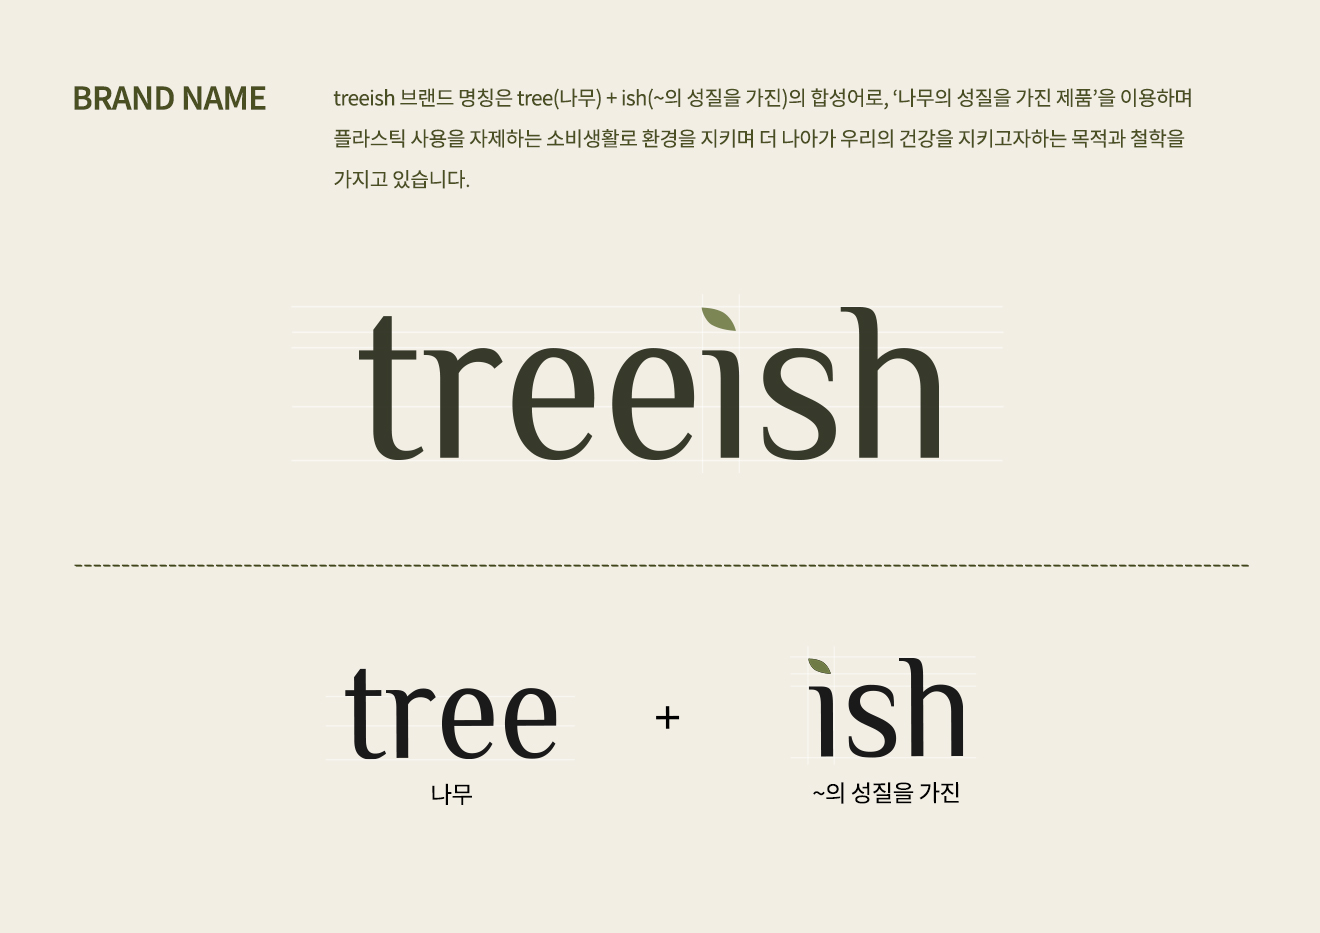 BRAND NAME
treeish 브랜드 명칭은 tree(나무) + ish(~의 성질을 가진)의 합성어로, ‘나무의 성질을 가진 제품’을 이용하며
플라스틱 사용을 자제하는 소비생활로 환경을 지키며 더 나아가 우리의 건강을 지키고자하는 목적과 철학을
가지고 있습니다.
treeish
tree + ish
나무 ~의 성질을 가진